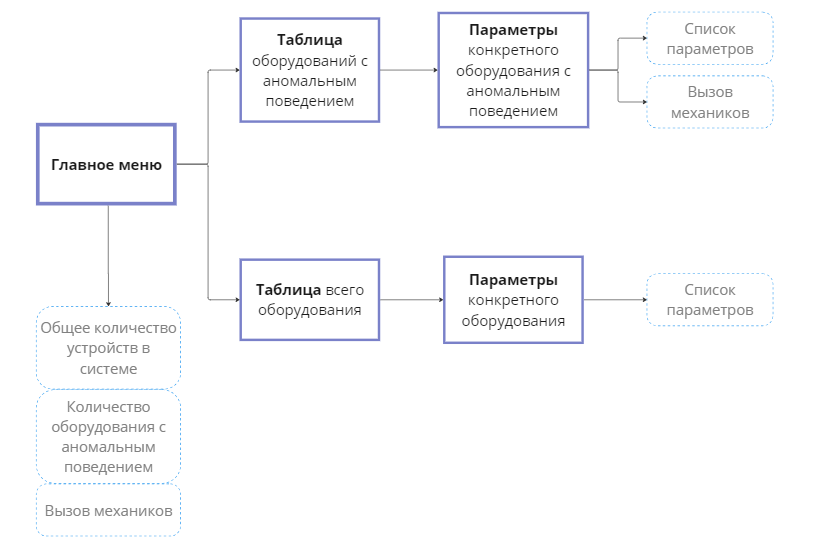 Таблица
оборудований с
аномальным
поведением
Параметры
конкретного
оборудования с
аномальным
поведением
Список
параметров
Вызов
механиков
Главное меню
Таблица всего
оборудования
Параметры
конкретного
оборудования
Список
параметров
Общее количество
устройств в
системе
Количество
оборудования с
аномальным
поведением
Вызов механиков